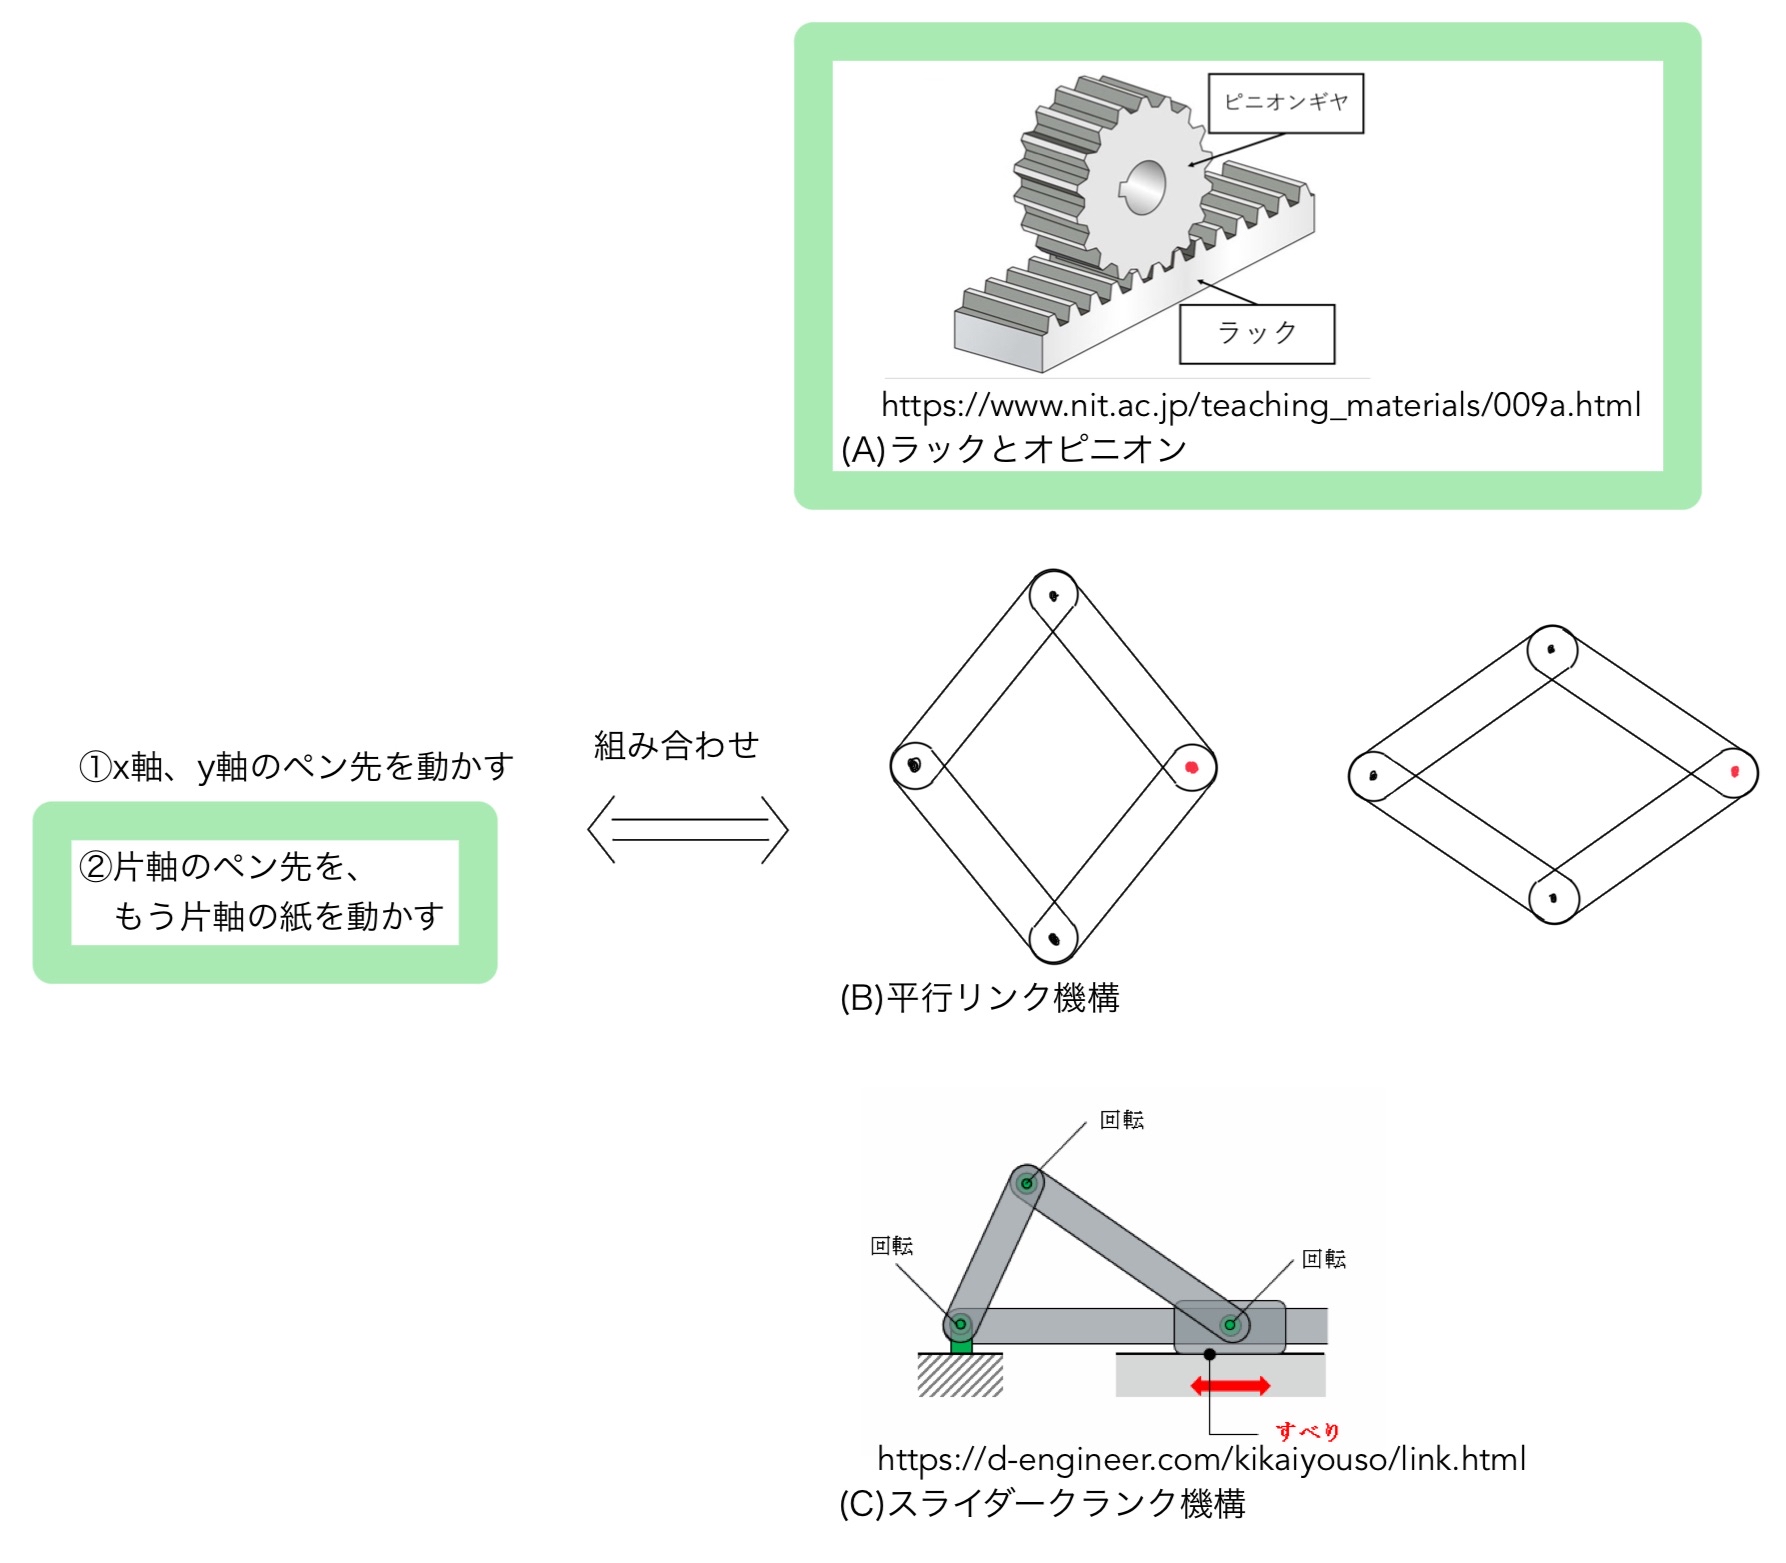 ピニオンギヤ
ラック
https://www.nit.ac.jp/teaching_materials/009a.html
(A)ラックとオピニオン
①x軸、y軸のペン先を動かす
②片軸のペン先を、
もう片軸の紙を動かす
組み合わせ
(B)平行リンク機構
回転
回転
回転
すべり
https://d-engineer.com/kikaiyouso/link.html
(C)スライダークランク機構